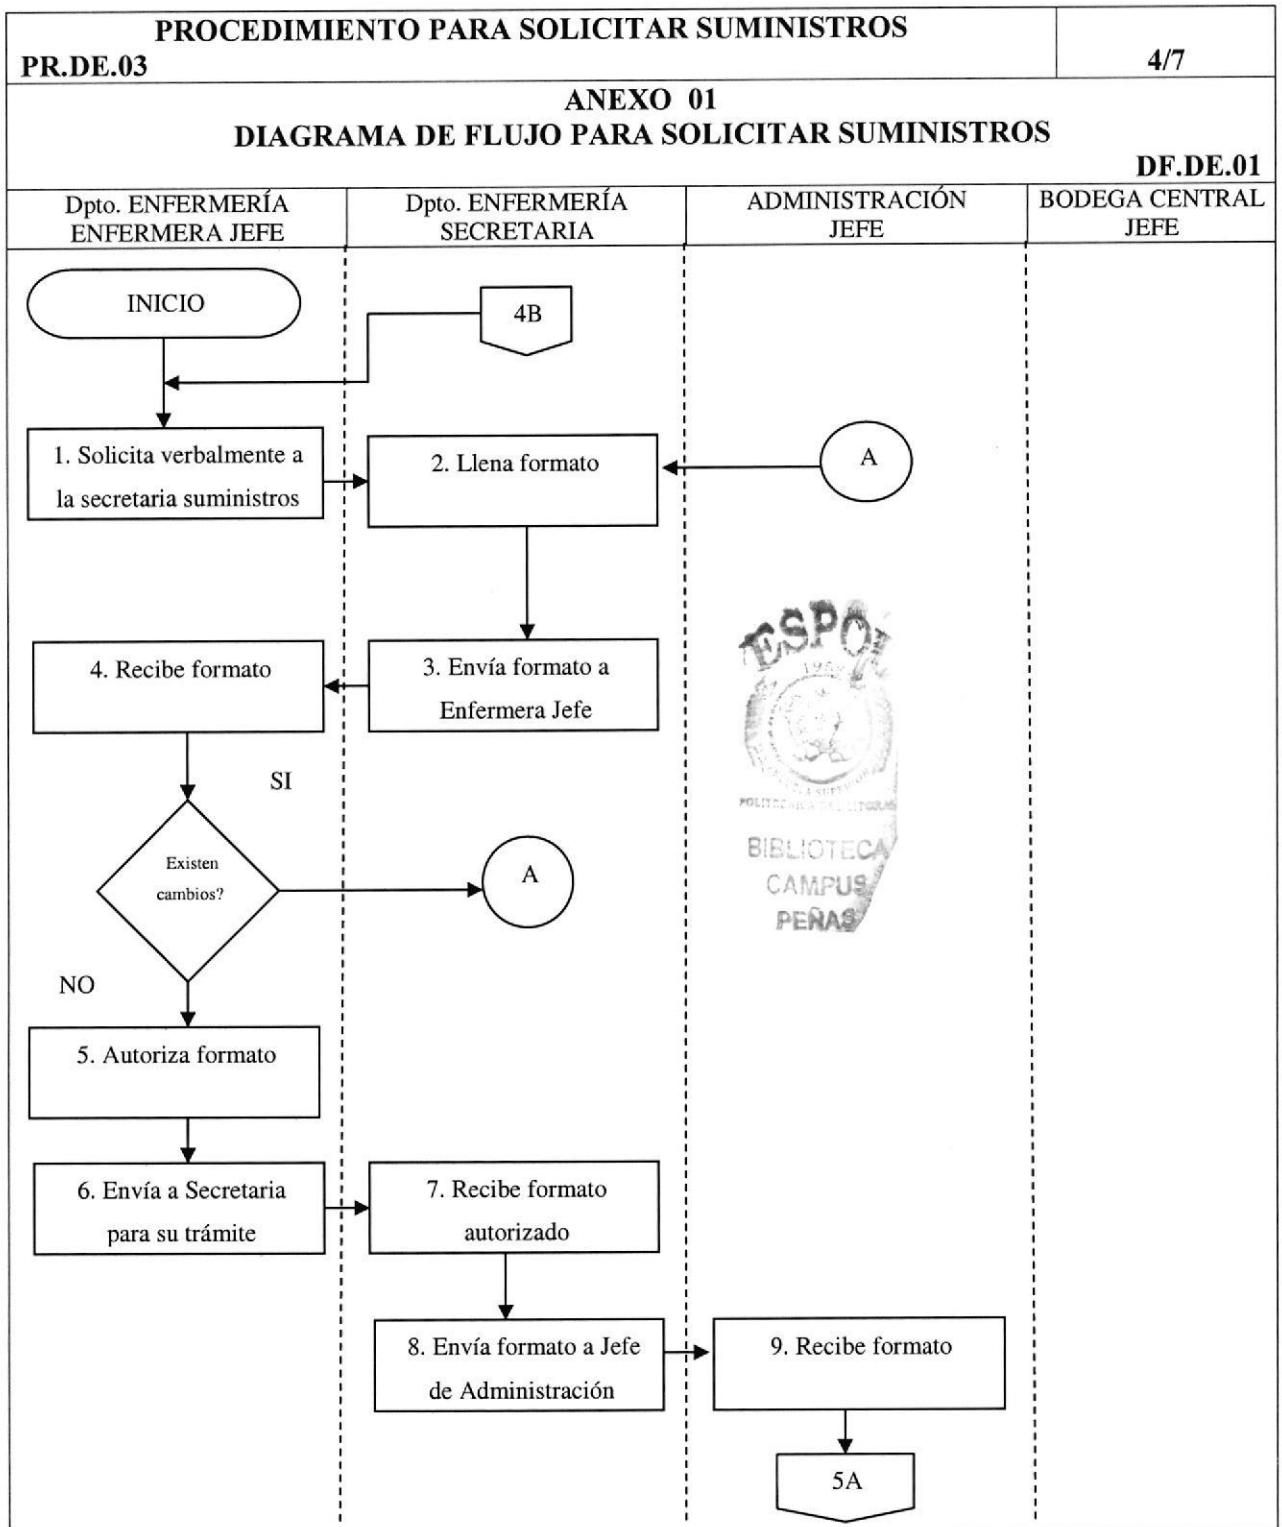 PROCEDIMIENTO PARA SOLICITAR SUMINISTROS
PR.DE.03
4/7
ANEXO 01
DIAGRAMA DE FLUJO PARA SOLICITAR SUMINISTROS
DF.DE.01
Dpto. ENFERMERÍA
ENFERMERA JEFE
Dpto. ENFERMERÍA
SECRETARIA
ADMINISTRACIÓN
JEFE
BODEGA CENTRAL
JEFE
INICIO
4B
1. Solicita verbalmente a
la secretaria suministros
2. Llena formato
A
4. Recibe formato
3. Envía formato a
Enfermera Jefe
ESPOL
POLITECNICA DEL LITORAL
BIBLIOTECA
CAMPUS
PEÑAS
SI
Existen
cambios?
A
NO
5. Autoriza formato
6. Envía a Secretaria
para su trámite
7. Recibe formato
autorizado
8. Envía formato a Jefe
de Administración
9. Recibe formato
5A